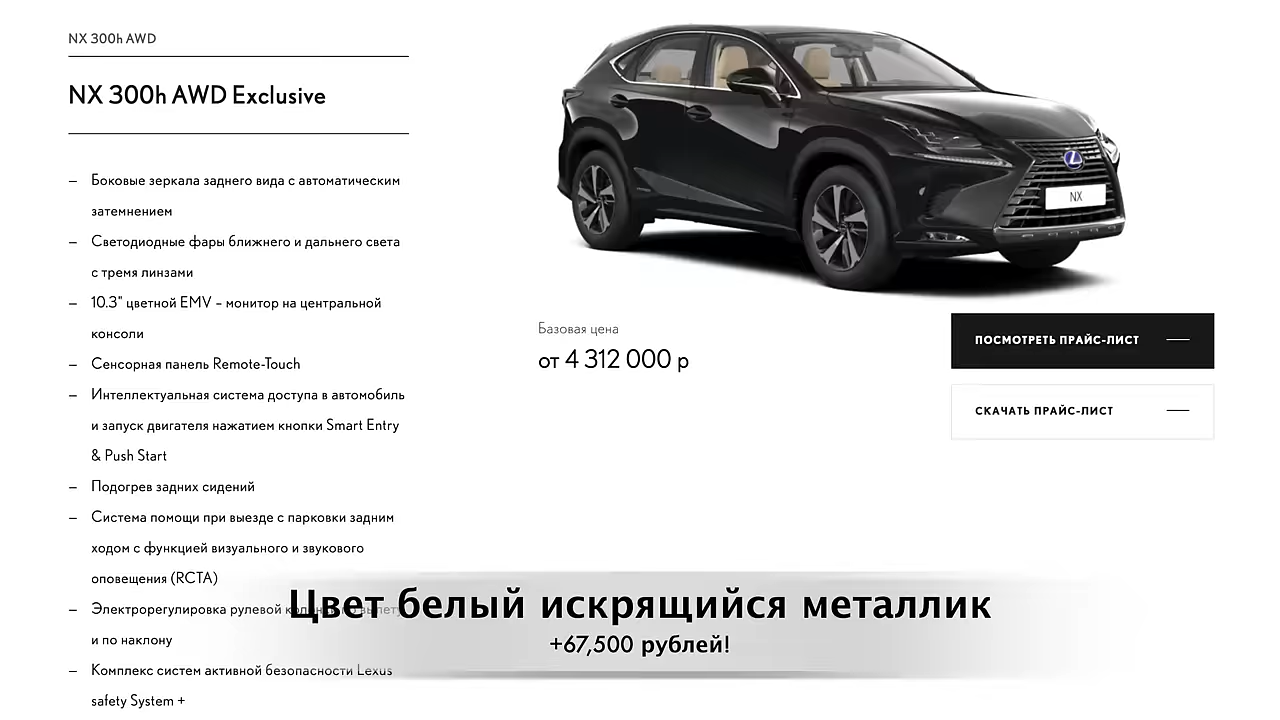 NX 300h AWD
NX 300h AWD Exclusive
– Боковые зеркала заднего вида с автоматическим
затемнением
– Светодиодные фары ближнего и дальнего света
с тремя линзами
– 10.3" цветной EMV – монитор на центральной
консоли
– Сенсорная панель Remote-Touch
– Интеллектуальная система доступа в автомобиль
и запуск двигателя нажатием кнопки Smart Entry
& Push Start
– Подогрев задних сидений
– Система помощи при выезде с парковки задним
ходом с функцией визуального и звукового
оповещения (RCTA)
– Электрорегулировка рулевой колонки по вылету
и по наклону
– Комплекс систем активной безопасности Lexus
safety System +
NX
Базовая цена
от 4 312 000 р
ПОСМОТРЕТЬ ПРАЙС-ЛИСТ
СКАЧАТЬ ПРАЙС-ЛИСТ
Цвет белый искрящийся металлик
+67,500 рублей!